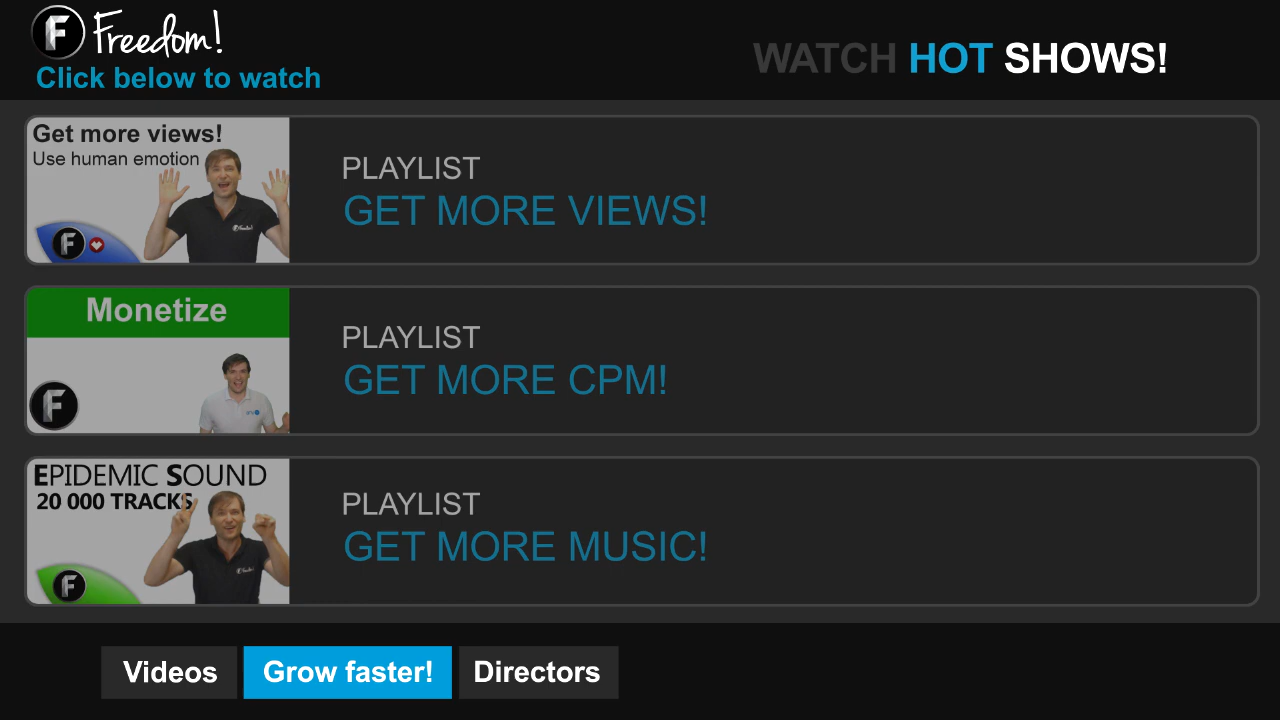 F Freedom!
Click below to watch
WATCH HOT SHOWS!
Get more views!
Use human emotion
Freedom!
F
PLAYLIST
GET MORE VIEWS!
Monetize
F
PLAYLIST
GET MORE CPM!
EPIDEMIC SOUND
20 000 TRACKS
F
PLAYLIST
GET MORE MUSIC!
Videos
Grow faster!
Directors